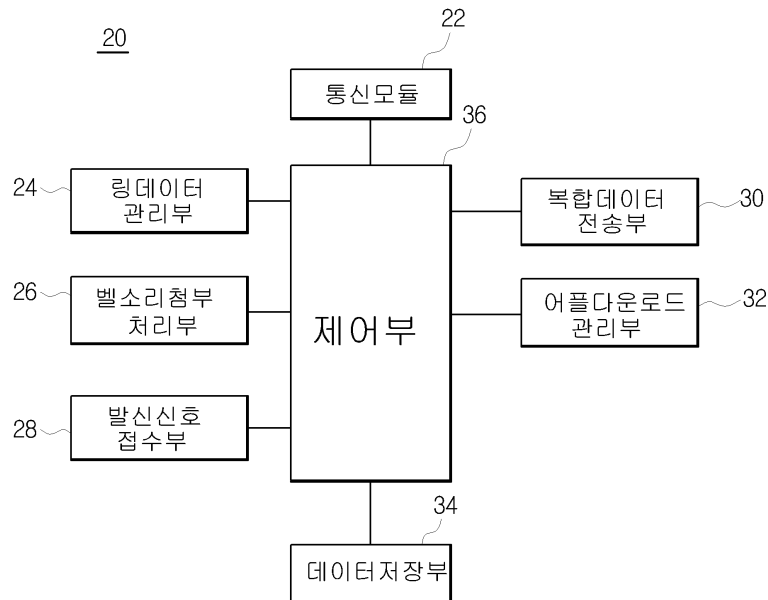 20
22
통신모듈
36
24
링데이터
관리부
복합데이터
전송부
30
26
벨소리첨부
처리부
어플다운로드
관리부
32
제어부
28
발신신호
접수부
34
데이터저장부